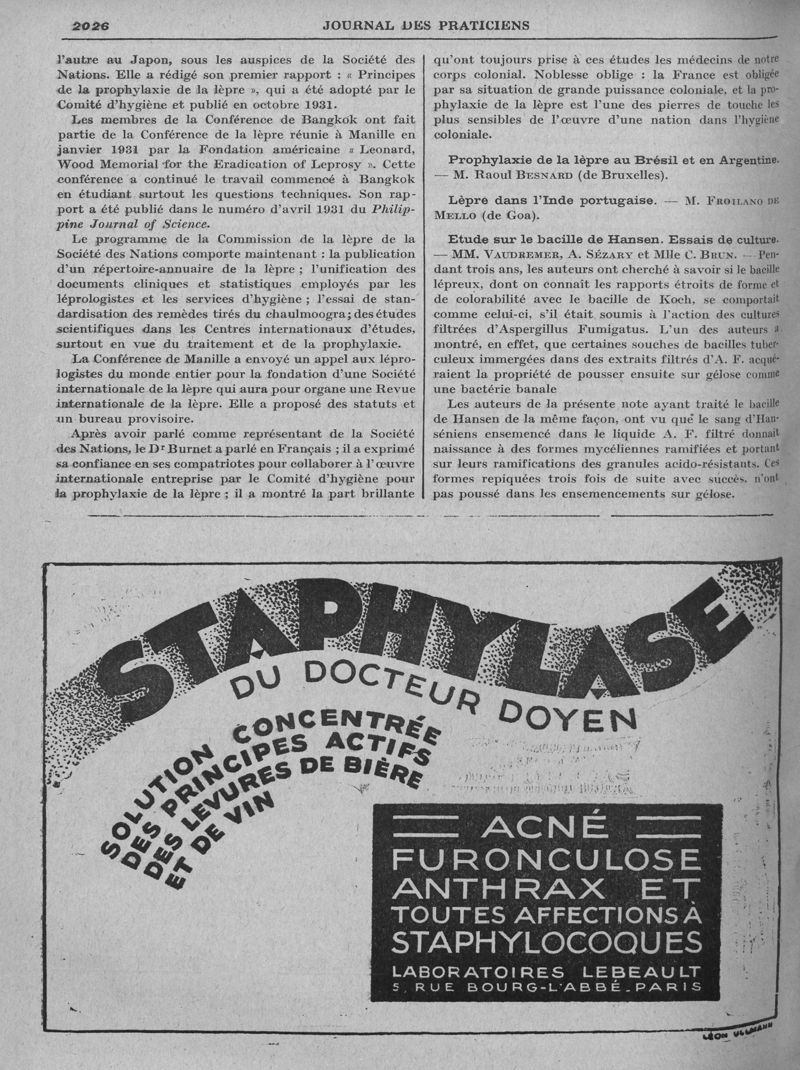 2026
JOURNAL DES PRATICIENS
l'autre au Japon, sous les auspices de la Société des
Nations. Elle a rédigé son premier rapport : « Principes
de la prophylaxie de la lèpre », qui a été adopté par le
Comité d'hygiène et publié en octobre 1931.
Les membres de la Conférence de Bangkok ont fait
partie de la Conférence de la lèpre réunie à Manille en
janvier 1931 par la Fondation américaine « Leonard,
Wood Memorial for the Eradication of Leprosy ». Cette
conférence a continué le travail commencé à Bangkok
en étudiant surtout les questions techniques. Son rap-
port a été publié dans le numéro d'avril 1931 du Philip-
pine Journal of Science.
Le programme de la Commission de la lèpre de la
Société des Nations comporte maintenant : la publication
d'un répertoire-annuaire de la lèpre ; l'unification des
documents cliniques et statistiques employés par les
léprologistes et les services d'hygiène ; l'essai de stan-
dardisation des remèdes tirés du chaulmoogra ; des études
scientifiques dans les Centres internationaux d'études,
surtout en vue du traitement et de la prophylaxie.
La Conférence de Manille a envoyé un appel aux lépro-
logistes du monde entier pour la fondation d'une Société
internationale de la lèpre qui aura pour organe une Revue
internationale de la lèpre. Elle a proposé des statuts et
un bureau provisoire.
Après avoir parlé comme représentant de la Société
des Nations, le Dr Burnet a parlé en Français ; il a exprimé
sa confiance en ses compatriotes pour collaborer à l'œuvre
internationale entreprise par le Comité d'hygiène pour
la prophylaxie de la lèpre ; il a montré la part brillante
qu'ont toujours prise à ces études les médecins de notre
corps colonial. Noblesse oblige : la France est obligée
par sa situation de grande puissance coloniale, et la pro-
phylaxie de la lèpre est l'une des pierres de touche les
plus sensibles de l'œuvre d'une nation dans l'hygiène
coloniale.
Prophylaxie de la lèpre au Brésil et en Argentine.
— M. Raoul BESNARD (de Bruxelles).
Lèpre dans l'Inde portugaise. — M. FROILANO DE
MELLO (de Goa).
Etude sur le bacille de Hansen. Essais de culture.
— MM. VAUDREMER, A. SÉZARY et Mlle C. BRUN. — Pen-
dant trois ans, les auteurs ont cherché à savoir si le bacille
lépreux, dont on connaît les rapports étroits de forme et
de colorabilité avec le bacille de Koch, se comportait
comme celui-ci, s'il était soumis à l'action des cultures
filtrées d'Aspergillus Fumigatus. L'un des auteurs a
montré, en effet, que certaines souches de bacilles tuber-
culeux immergées dans des extraits filtrés d'A. F. acqué-
raient la propriété de pousser ensuite sur gélose comme
une bactérie banale
Les auteurs de la présente note ayant traité le bacille
de Hansen de la même façon, ont vu que le sang d'Han-
séniens ensemencé dans le liquide A. F. filtré donnait
naissance à des formes mycéliennes ramifiées et portant
sur leurs ramifications des granules acido-résistants. Ces
formes repiquées trois fois de suite avec succès, n'ont
pas poussé dans les ensemencements sur gélose.
STAPHYLASE
DU DOCTEUR DOYEN
SOLUTION CONCENTRÉE
DES PRINCIPES ACTIFS
DES LEVURES DE BIÈRE
ET DE VIN
ACNÉ
FURONCULOSE
ANTHRAX ET
TOUTES AFFECTIONS À
STAPHYLOCOQUES
LABORATOIRES LEBEAULT
5, RUE BOURG-L'ABBÉ - PARIS
LÉON ULLMANN